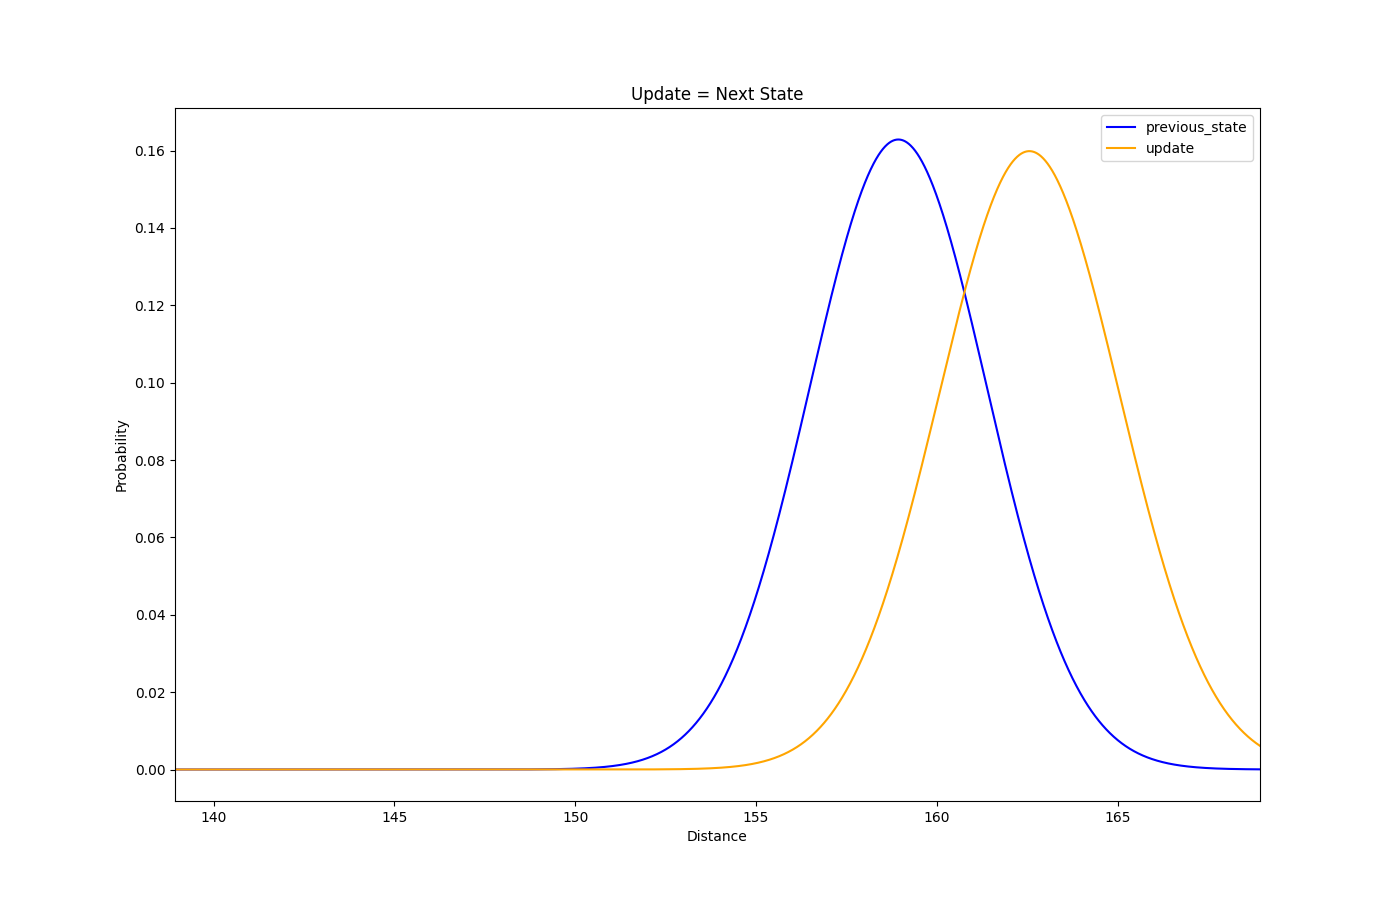 Update = Next State
previous_state
update
0.16
0.14
0.12
0.10
0.08
0.06
0.04
0.02
0.00
Probability
140 145 150 155 160 165
Distance